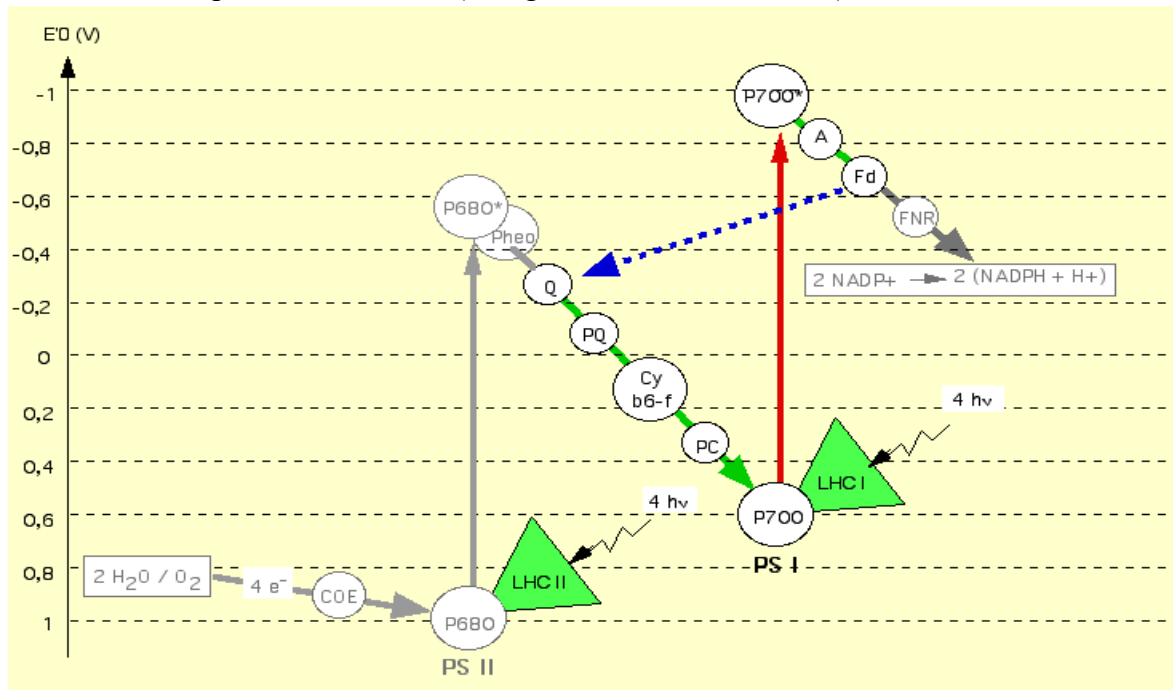 E'0 (V)
-1
-0,8
-0,6
-0,4
-0,2
0
0,2
0,4
0,6
0,8
1
P700*
A
Fd
FNR
2 NADP+ 2 (NADPH + H+)
P680*
Pheo
Q
PQ
Cy
b6-f
PC
4 hν
LHC I
P700
PS I
4 hν
LHC II
2 H₂O / O₂
4 e⁻
COE
P680
PS II